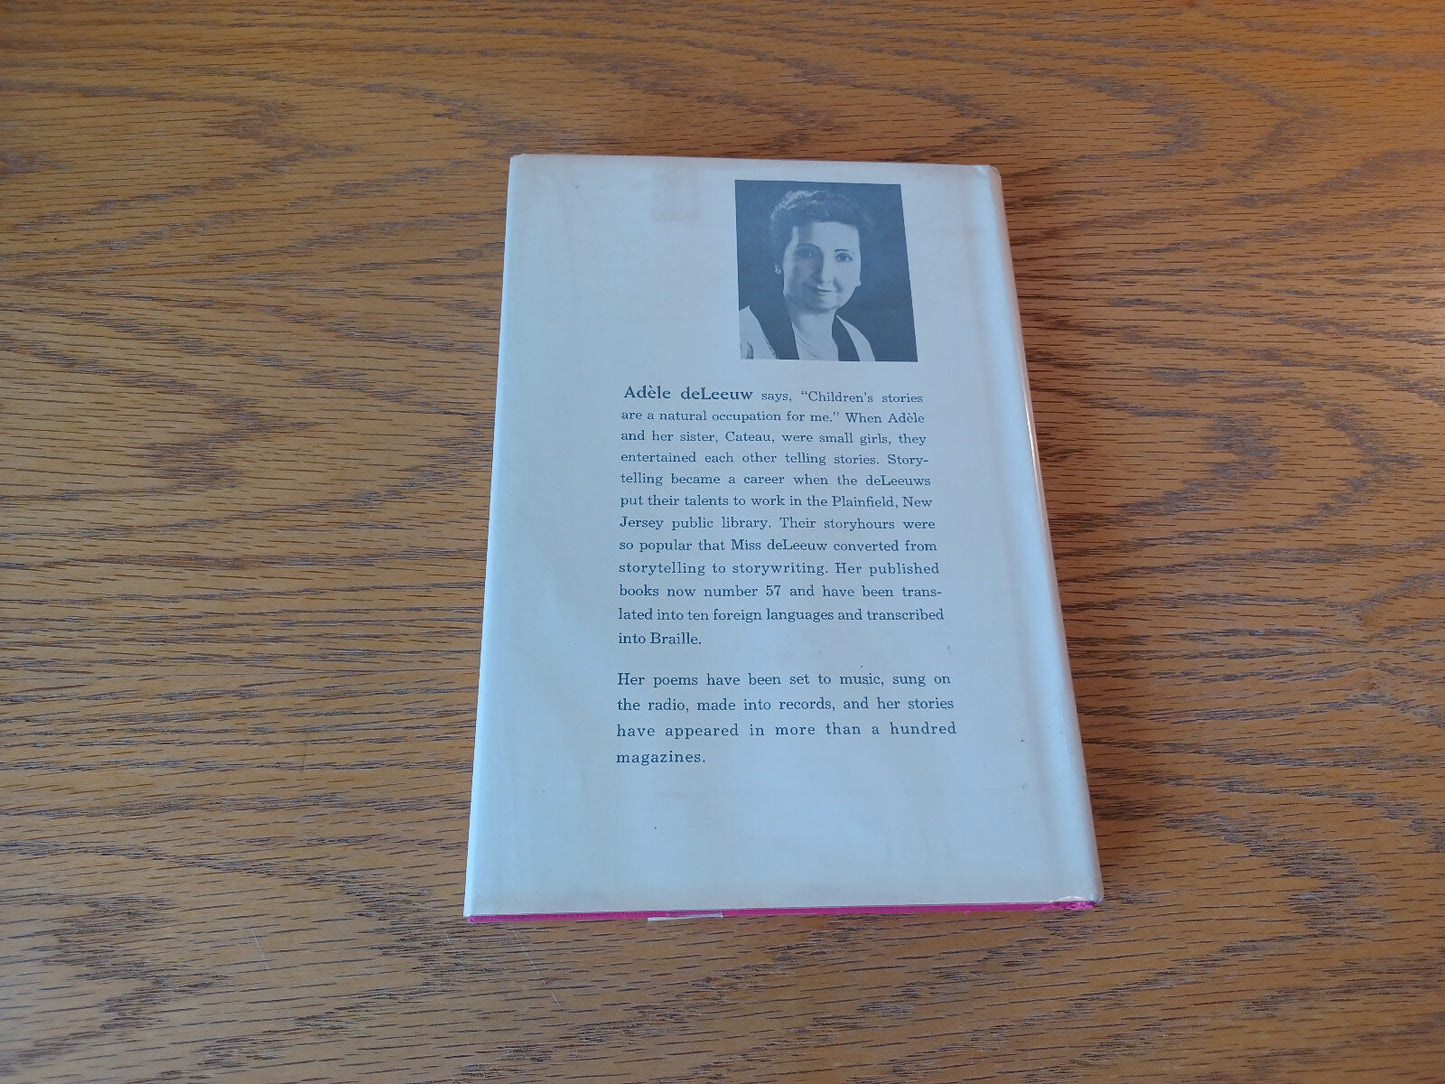 Adèle deLeeuw says, "Children's stories
are a natural occupation for me." When Adèle
and her sister, Cateau, were small girls, they
entertained each other telling stories. Story-
telling became a career when the deLeeuws
put their talents to work in the Plainfield, New
Jersey public library. Their storyhours were
so popular that Miss deLeeuw converted from
storytelling to storywriting. Her published
books now number 57 and have been trans-
lated into ten foreign languages and transcribed
into Braille.
Her poems have been set to music, sung on
the radio, made into records, and her stories
have appeared in more than a hundred
magazines.